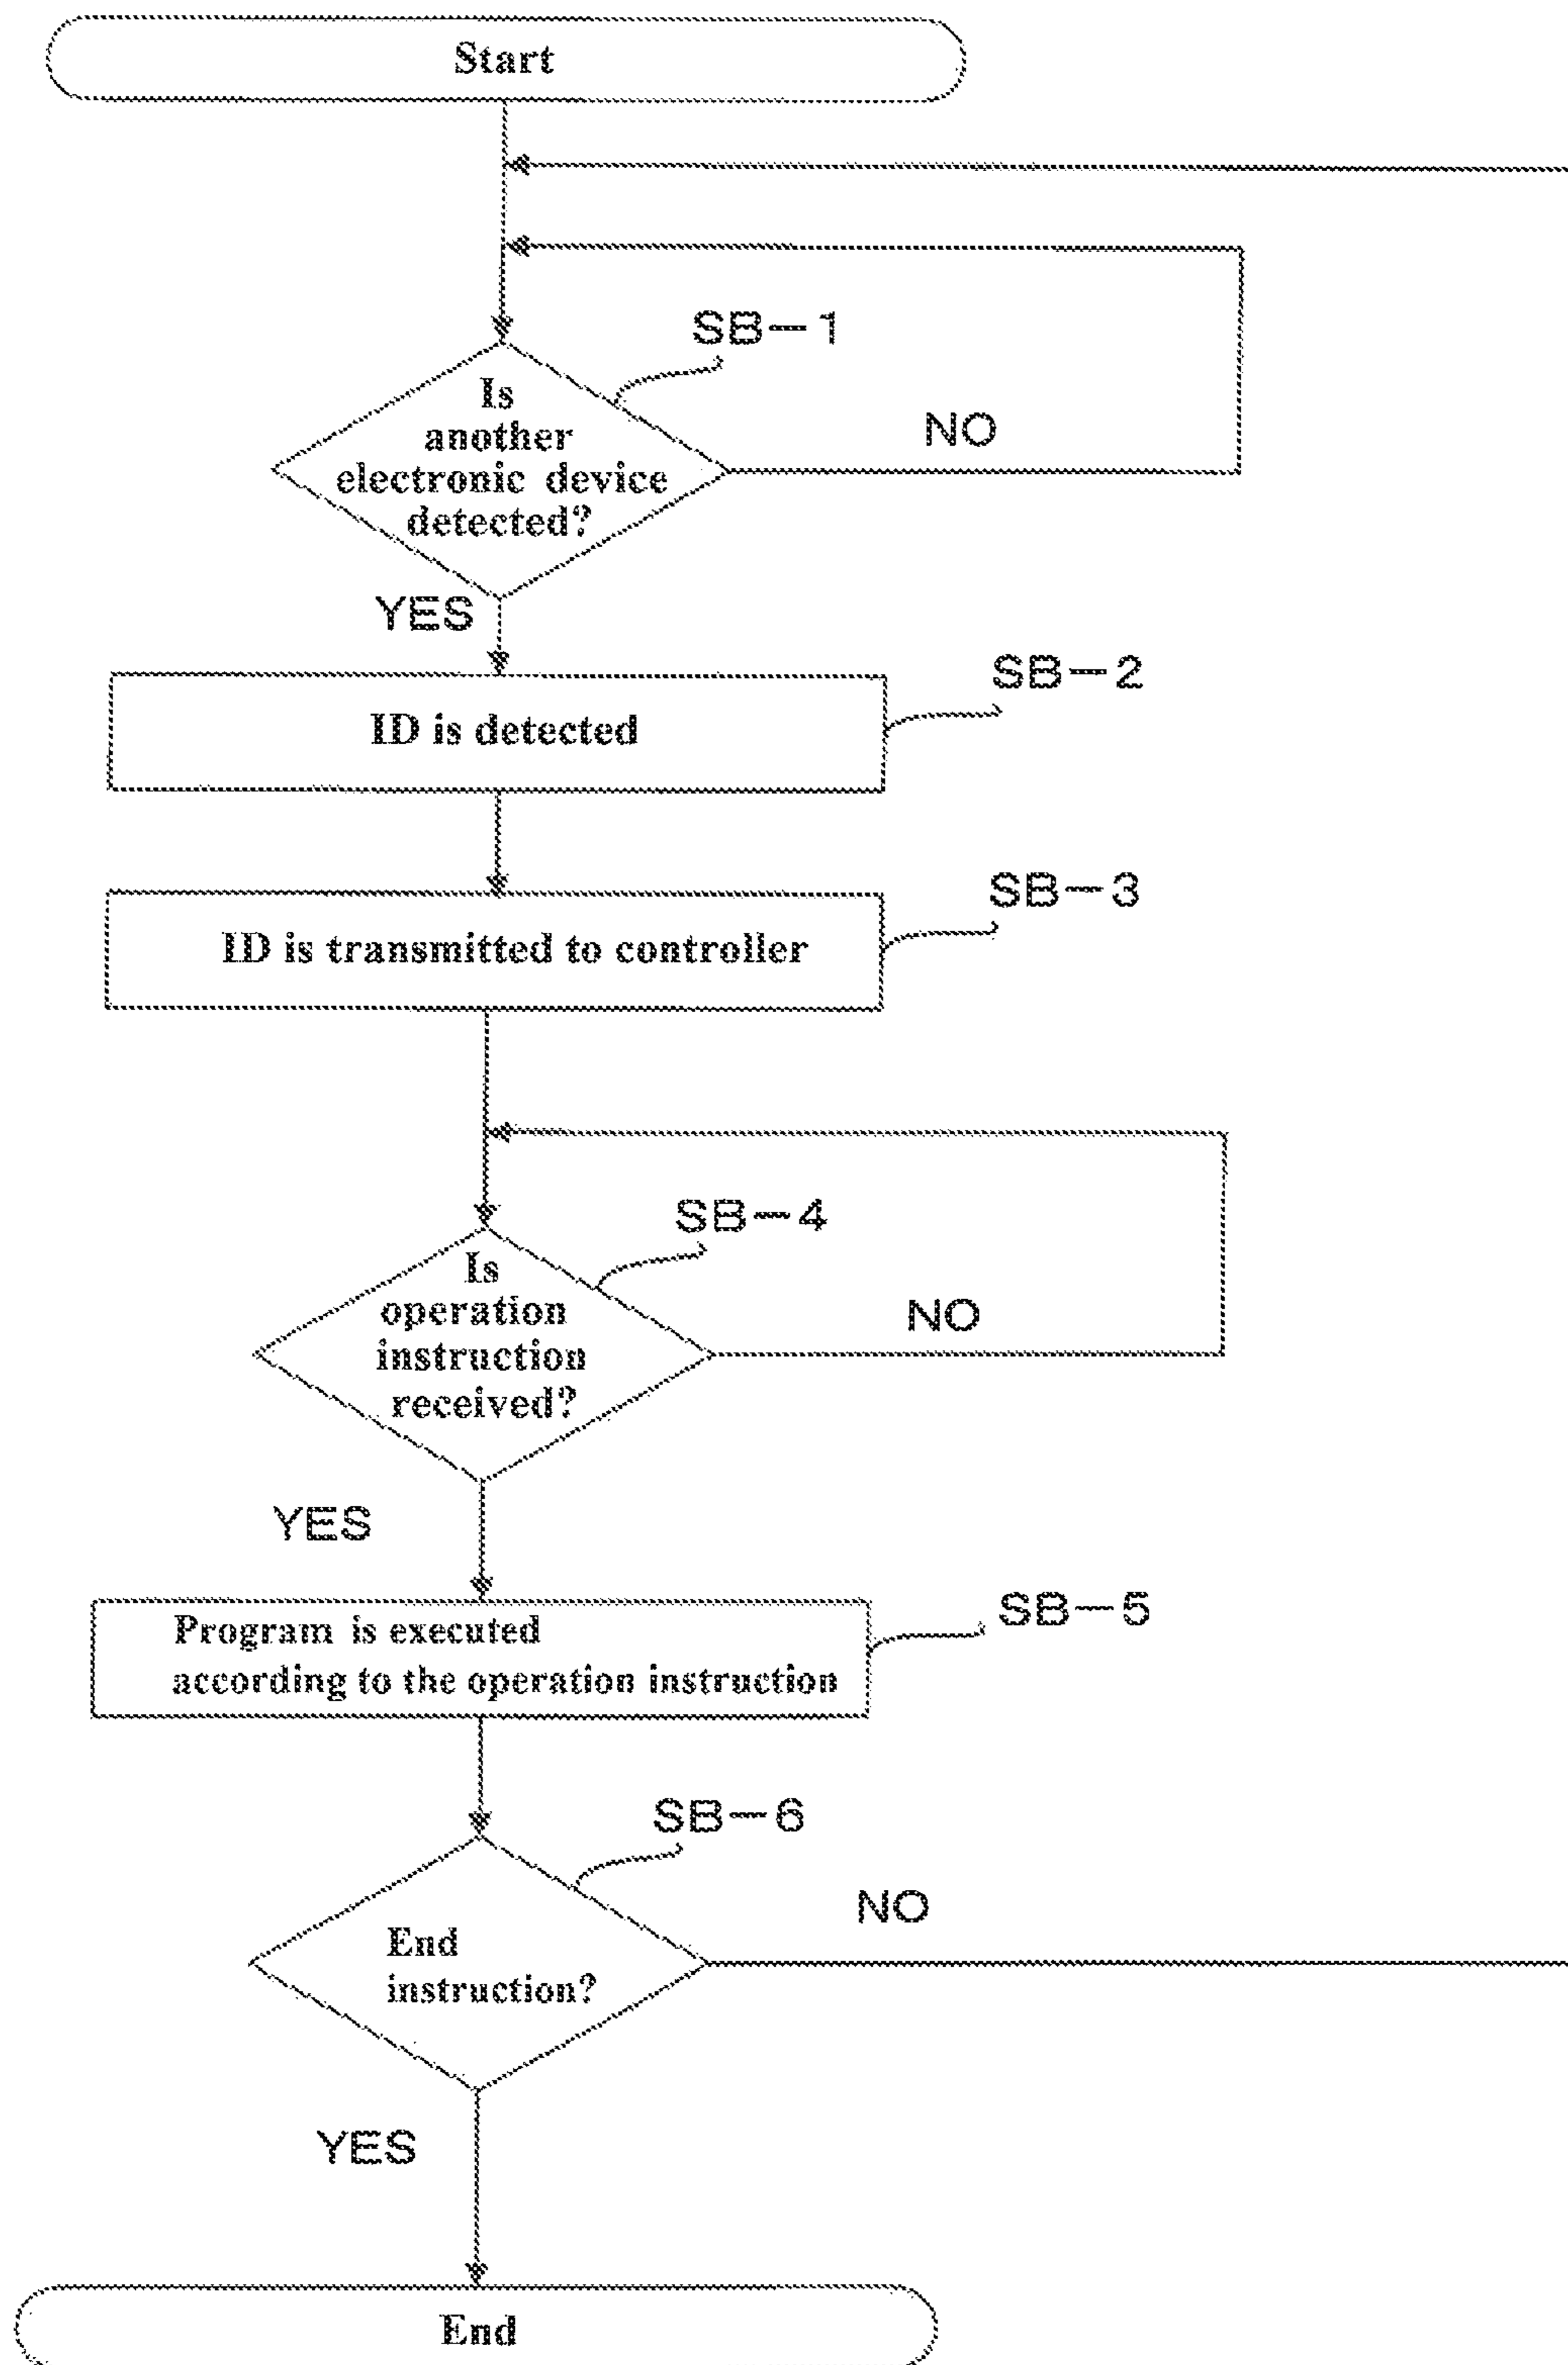 Start
SB－1
Is
another
electronic device
detected?
NO
YES
SB－2
ID is detected
SB－3
ID is transmitted to controller
SB－4
Is
operation
instruction
received?
NO
YES
SB－5
Program is executed
according to the operation instruction
SB－6
NO
End
instruction?
YES
End